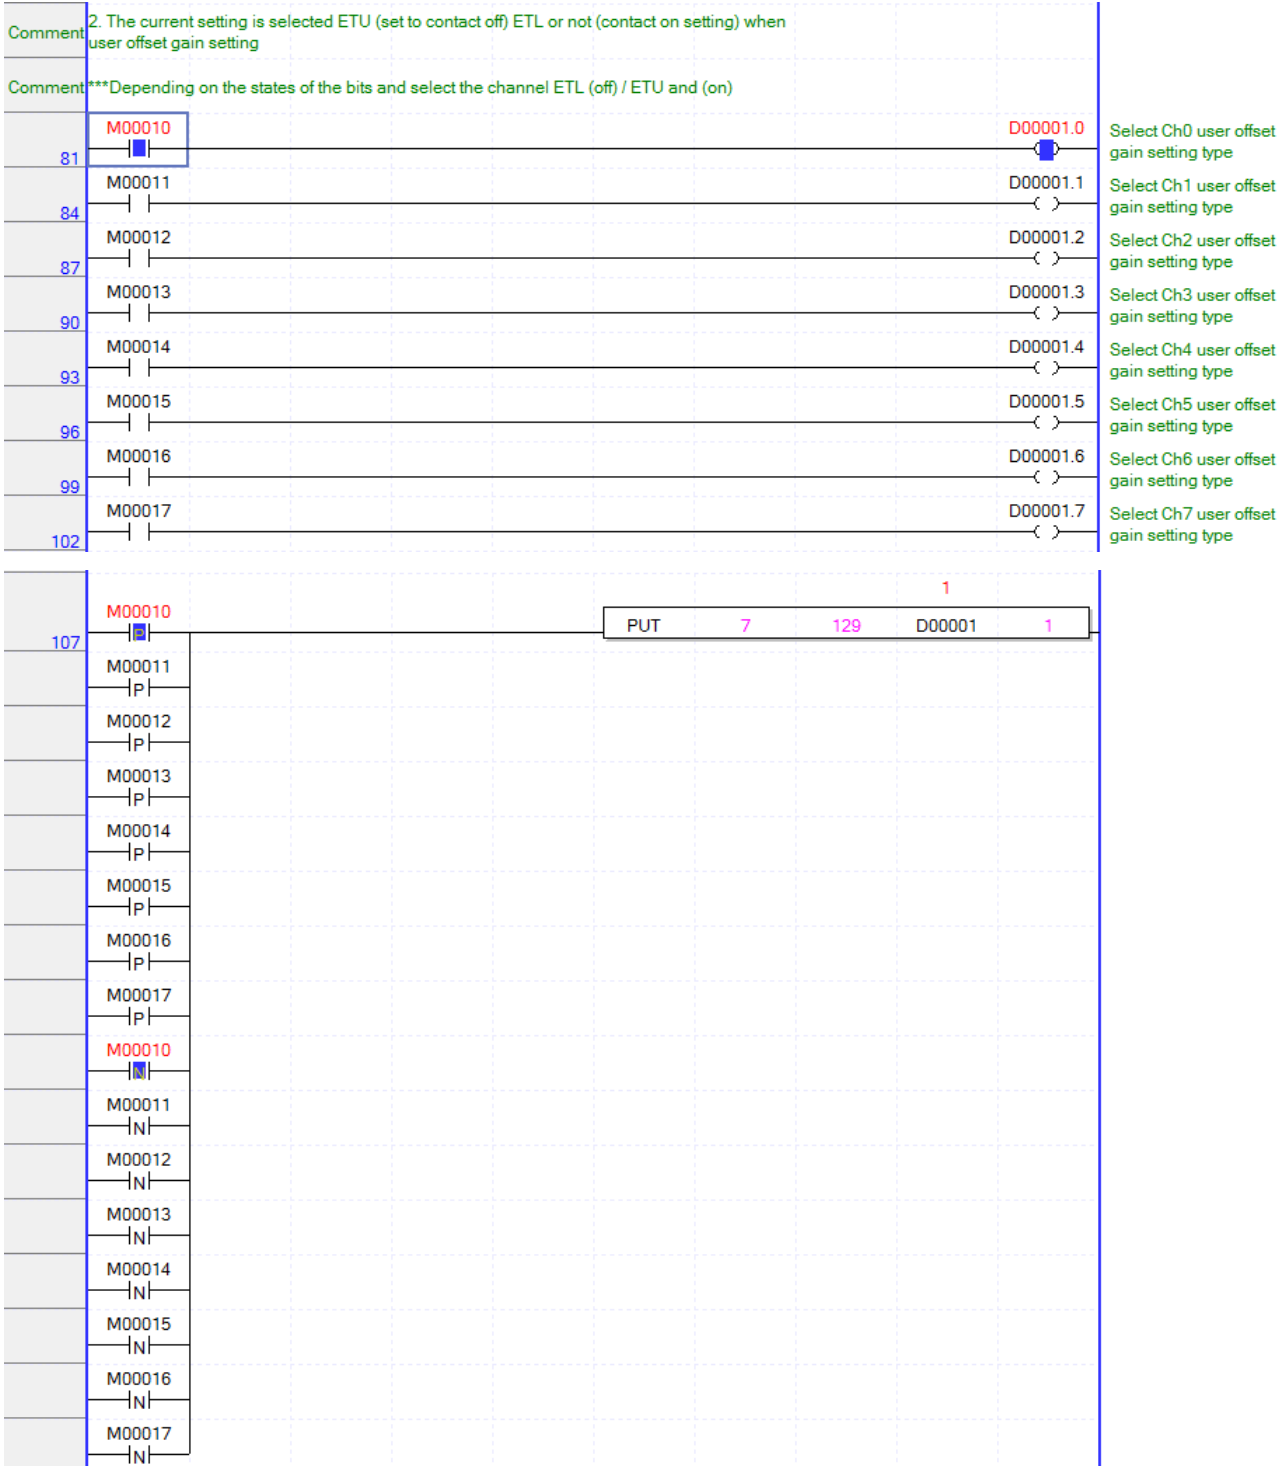 Comment 2. The current setting is selected ETU (set to contact off) ETL or not (contact on setting) when
user offset gain setting
Comment ***Depending on the states of the bits and select the channel ETL (off) / ETU and (on)
M00010 D00001.0 Select Ch0 user offset
81 gain setting type
M00011 D00001.1 Select Ch1 user offset
84 gain setting type
M00012 D00001.2 Select Ch2 user offset
87 gain setting type
M00013 D00001.3 Select Ch3 user offset
90 gain setting type
M00014 D00001.4 Select Ch4 user offset
93 gain setting type
M00015 D00001.5 Select Ch5 user offset
96 gain setting type
M00016 D00001.6 Select Ch6 user offset
99 gain setting type
M00017 D00001.7 Select Ch7 user offset
102 gain setting type
1
M00010
107 P PUT 7 129 D00001 1
M00011
P
M00012
P
M00013
P
M00014
P
M00015
P
M00016
P
M00017
P
M00010
N
M00011
N
M00012
N
M00013
N
M00014
N
M00015
N
M00016
N
M00017
N